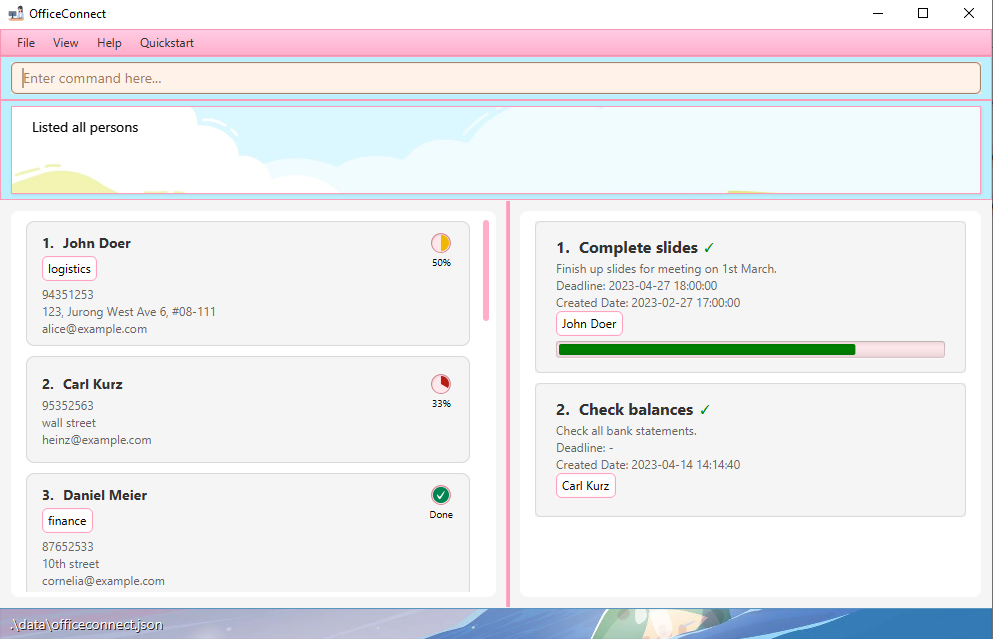 OfficeConnect
File View Help Quickstart
Enter command here...
Listed all persons
1. John Doer
50%
logistics
94351253
123, Jurong West Ave 6, #08-111
alice@example.com
2. Carl Kurz
33%
95352563
wall street
heinz@example.com
3. Daniel Meier
Done
finance
87652533
10th street
cornelia@example.com
1. Complete slides ✓
Finish up slides for meeting on 1st March.
Deadline: 2023-04-27 18:00:00
Created Date: 2023-02-27 17:00:00
John Doer
2. Check balances ✓
Check all bank statements.
Deadline: -
Created Date: 2023-04-14 14:14:40
Carl Kurz
.\data\officeconnect.json